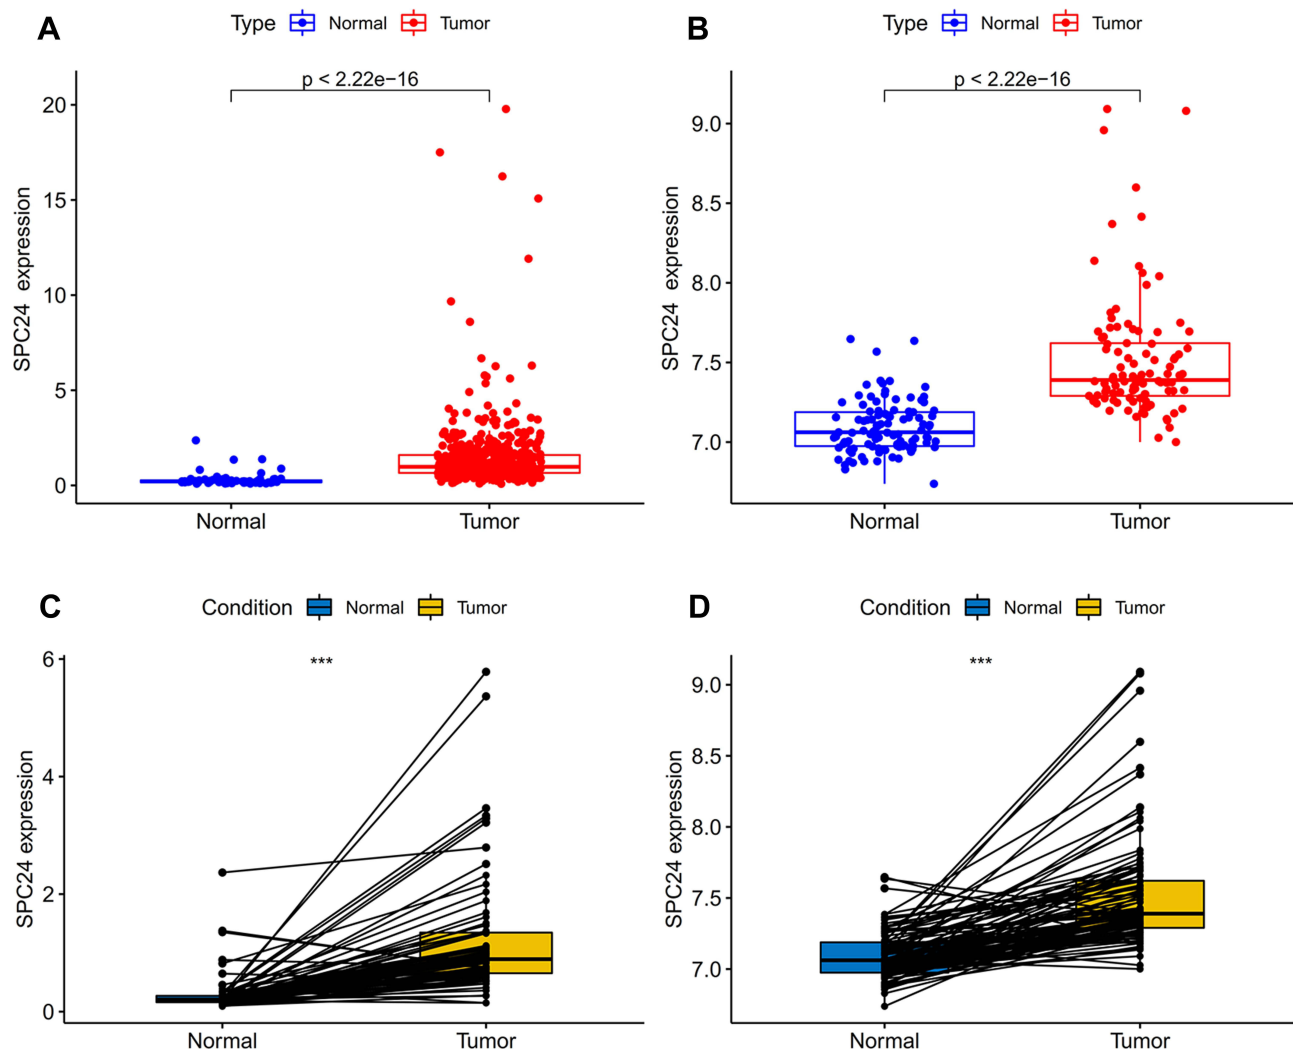 A
Type Normal Tumor
p < 2.22e−16
SPC24 expression
20
15
10
5
0
Normal Tumor
B
Type Normal Tumor
p < 2.22e−16
SPC24 expression
9.0
8.5
8.0
7.5
7.0
Normal Tumor
C
Condition Normal Tumor
***
SPC24 expression
6
4
2
0
Normal Tumor
D
Condition Normal Tumor
***
SPC24 expression
9.0
8.5
8.0
7.5
7.0
Normal Tumor